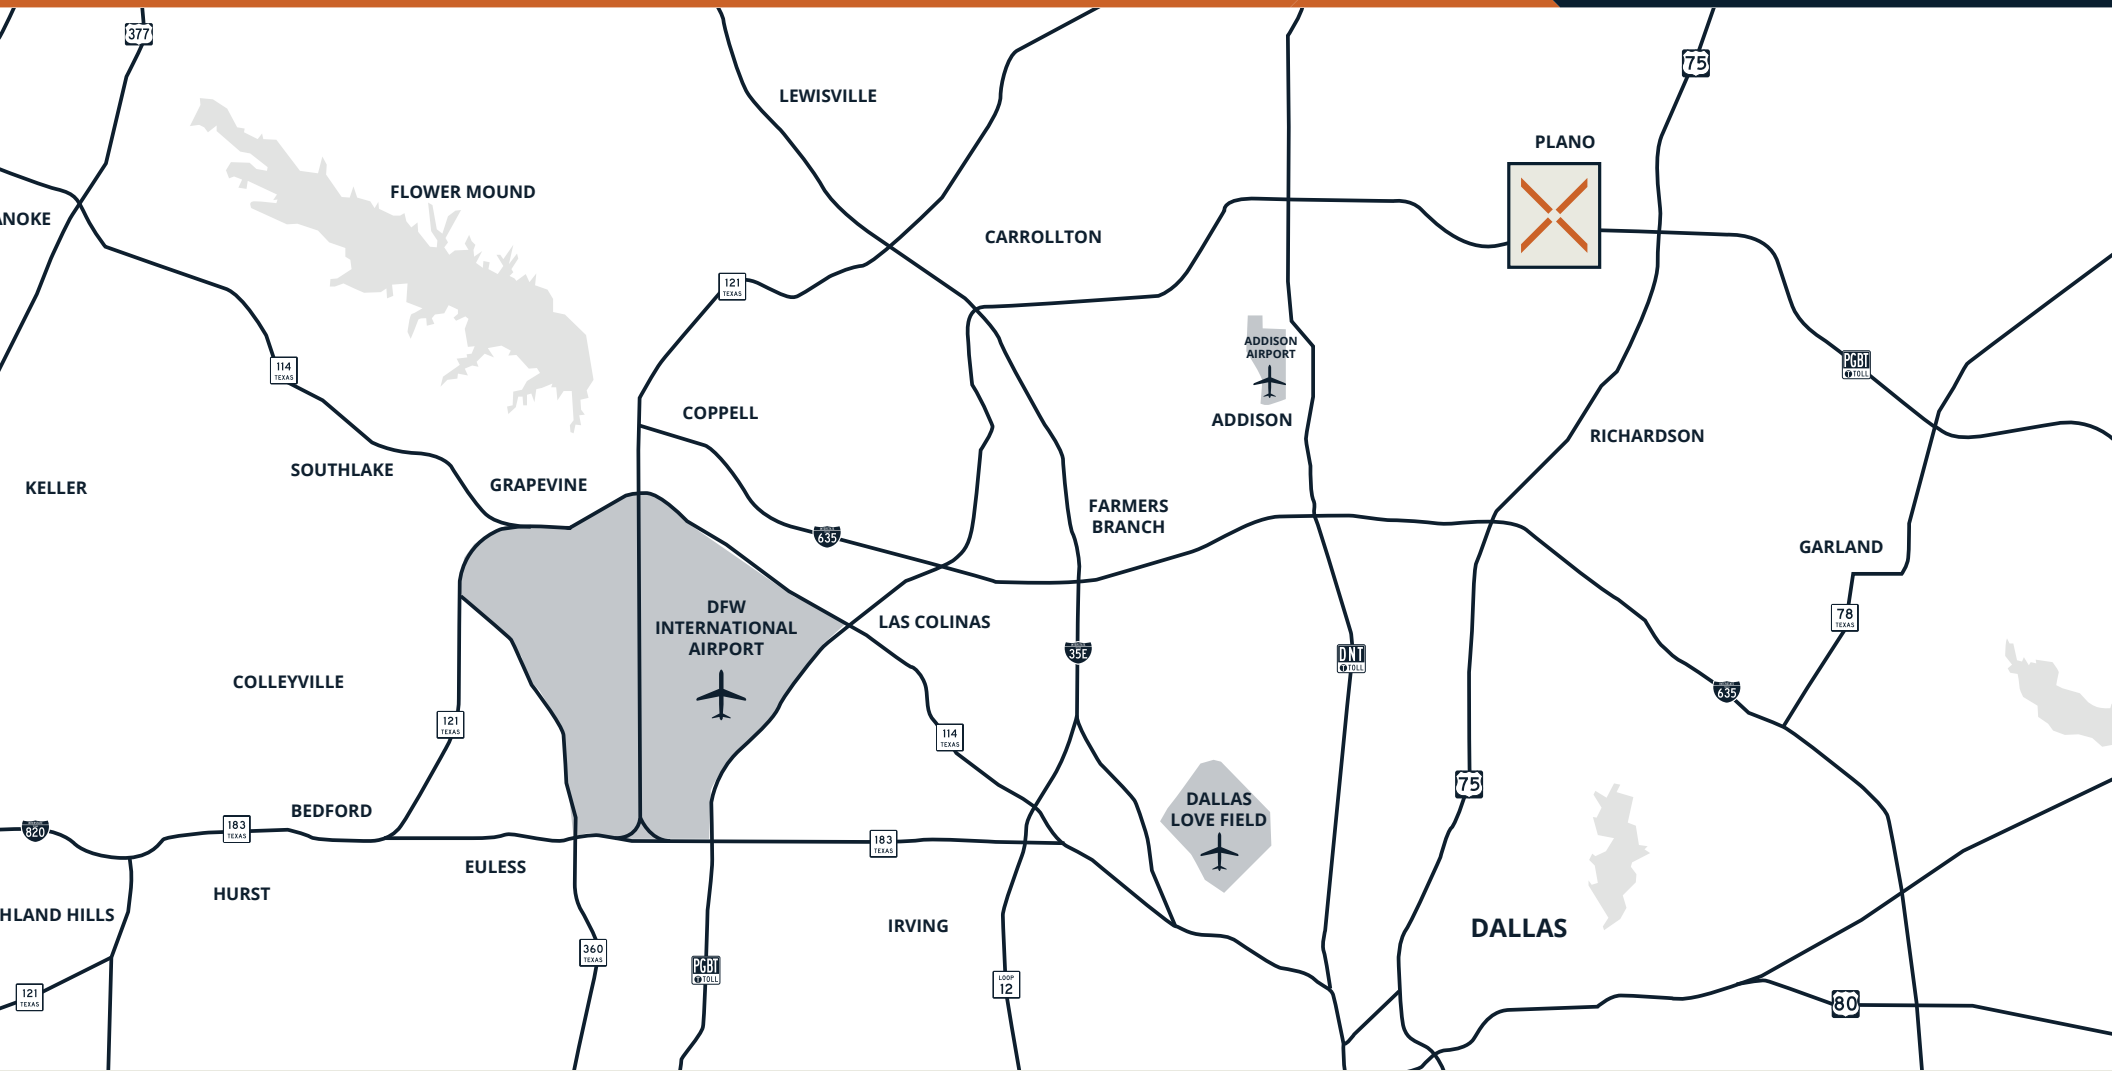 377
75
LEWISVILLE
PLANO
FLOWER MOUND
ANOKE
CARROLLTON
121
TEXAS
ADDISON
AIRPORT
PGBT
TOLL
114
TEXAS
COPPELL
ADDISON
RICHARDSON
SOUTHLAKE
GRAPEVINE
KELLER
FARMERS
BRANCH
635
GARLAND
DFW
INTERNATIONAL
AIRPORT
LAS COLINAS
78
TEXAS
35E
DNT
TOLL
COLLEYVILLE
635
121
TEXAS
114
TEXAS
75
DALLAS
LOVE FIELD
BEDFORD
820
183
TEXAS
183
TEXAS
EULESS
HURST
HLAND HILLS
IRVING
DALLAS
360
TEXAS
PGBT
TOLL
LOOP
12
121
TEXAS
80